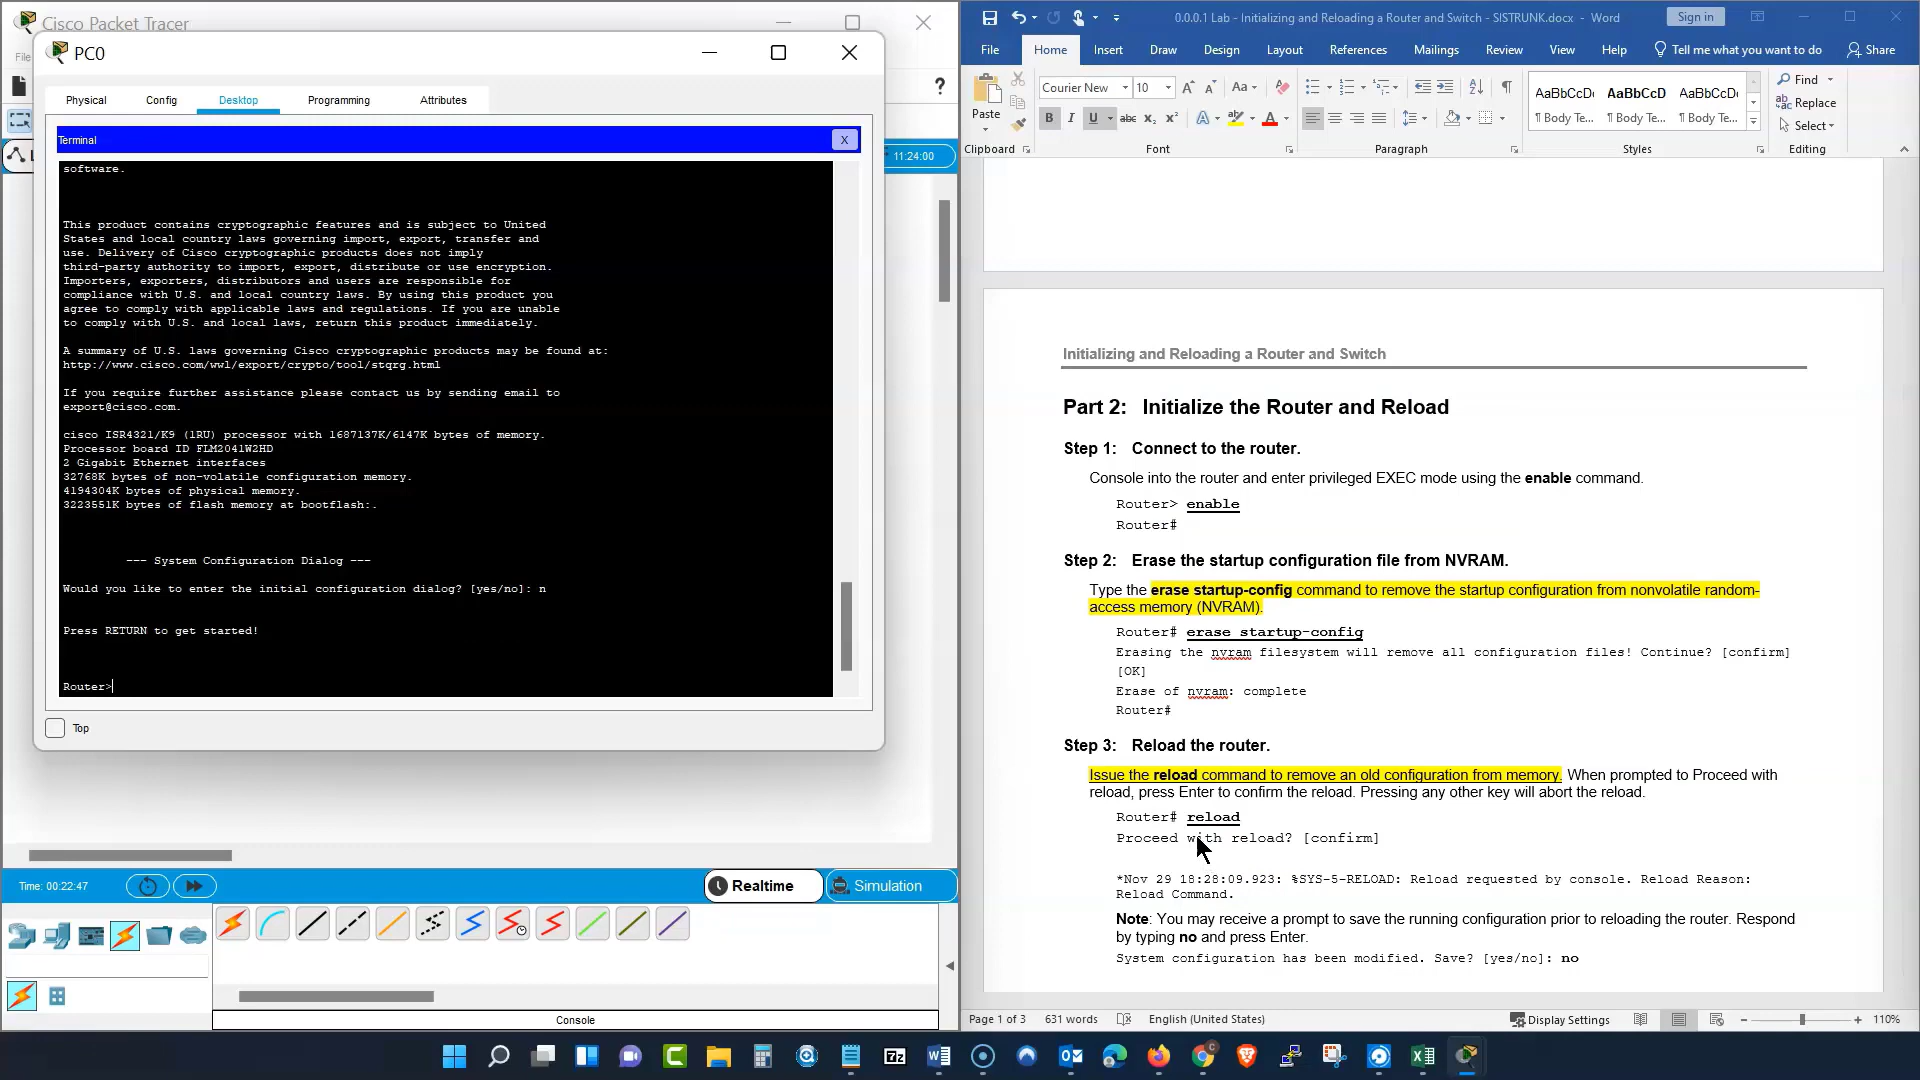 Cisco Packet Tracer
File
PC0
?
Physical
Config
Desktop
Programming
Attributes
Terminal
X
11:24:00
software.
This product contains cryptographic features and is subject to United
States and local country laws governing import, export, transfer and
use. Delivery of Cisco cryptographic products does not imply
third-party authority to import, export, distribute or use encryption.
Importers, exporters, distributors and users are responsible for
compliance with U.S. and local country laws. By using this product you
agree to comply with applicable laws and regulations. If you are unable
to comply with U.S. and local laws, return this product immediately.
A summary of U.S. laws governing Cisco cryptographic products may be found at:
http://www.cisco.com/wwl/export/crypto/tool/stqrg.html
If you require further assistance please contact us by sending email to
export@cisco.com.
cisco ISR4321/K9 (1RU) processor with 1687137K/6147K bytes of memory.
Processor board ID FLM2041W2HD
2 Gigabit Ethernet interfaces
32768K bytes of non-volatile configuration memory.
4194304K bytes of physical memory.
3223551K bytes of flash memory at bootflash:.
--- System Configuration Dialog ---
Would you like to enter the initial configuration dialog? [yes/no]: n
Press RETURN to get started!
Router>
Top
Time: 00:22:47
Realtime
Simulation
Console
0.0.0.1 Lab - Initializing and Reloading a Router and Switch - SISTRUNK.docx - Word
Sign in
File
Home
Insert
Draw
Design
Layout
References
Mailings
Review
View
Help
Tell me what you want to do
Share
Paste
Courier New
10
Aa
B I U abc x₂ x²
AaBbCcDc AaBbCcD AaBbCcDc
¶ Body Te... ¶ Body Te... ¶ Body Te...
Find
Replace
Select
Clipboard
Font
Paragraph
Styles
Editing
Initializing and Reloading a Router and Switch
Part 2: Initialize the Router and Reload
Step 1: Connect to the router.
Console into the router and enter privileged EXEC mode using the enable command.
Router> enable
Router#
Step 2: Erase the startup configuration file from NVRAM.
Type the erase startup-config command to remove the startup configuration from nonvolatile random-
access memory (NVRAM).
Router# erase startup-config
Erasing the nvram filesystem will remove all configuration files! Continue? [confirm]
[OK]
Erase of nvram: complete
Router#
Step 3: Reload the router.
Issue the reload command to remove an old configuration from memory. When prompted to Proceed with
reload, press Enter to confirm the reload. Pressing any other key will abort the reload.
Router# reload
Proceed with reload? [confirm]
*Nov 29 18:28:09.923: %SYS-5-RELOAD: Reload requested by console. Reload Reason:
Reload Command.
Note: You may receive a prompt to save the running configuration prior to reloading the router. Respond
by typing no and press Enter.
System configuration has been modified. Save? [yes/no]: no
Page 1 of 3
631 words
English (United States)
Display Settings
110%
7z